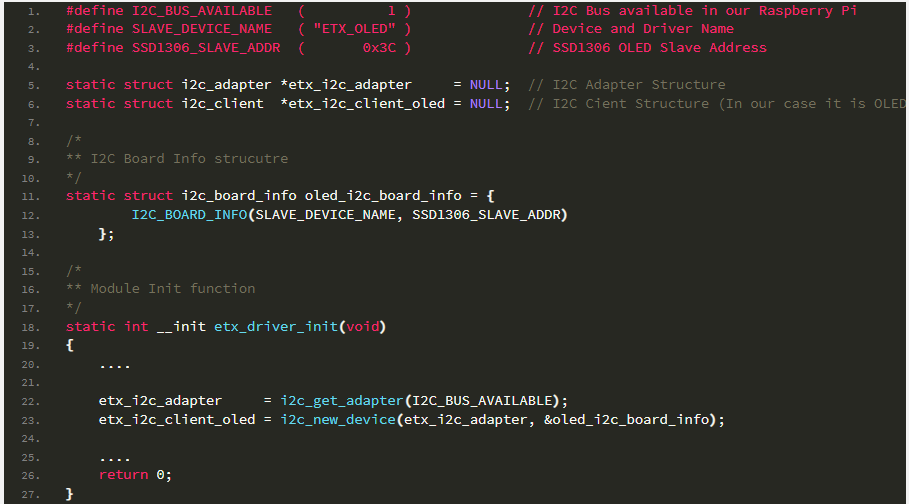 1. #define I2C_BUS_AVAILABLE   (          1 )              // I2C Bus available in our Raspberry Pi
2. #define SLAVE_DEVICE_NAME   ( "ETX_OLED" )              // Device and Driver Name
3. #define SSD1306_SLAVE_ADDR  (       0x3C )              // SSD1306 OLED Slave Address
4.
5. static struct i2c_adapter *etx_i2c_adapter     = NULL;  // I2C Adapter Structure
6. static struct i2c_client  *etx_i2c_client_oled = NULL;  // I2C Cient Structure (In our case it is OLED
7.
8. /*
9. ** I2C Board Info strucutre
10. */
11. static struct i2c_board_info oled_i2c_board_info = {
12.         I2C_BOARD_INFO(SLAVE_DEVICE_NAME, SSD1306_SLAVE_ADDR)
13.     };
14.
15. /*
16. ** Module Init function
17. */
18. static int __init etx_driver_init(void)
19. {
20.     ....
21.
22.     etx_i2c_adapter     = i2c_get_adapter(I2C_BUS_AVAILABLE);
23.     etx_i2c_client_oled = i2c_new_device(etx_i2c_adapter, &oled_i2c_board_info);
24.
25.     ....
26.     return 0;
27. }